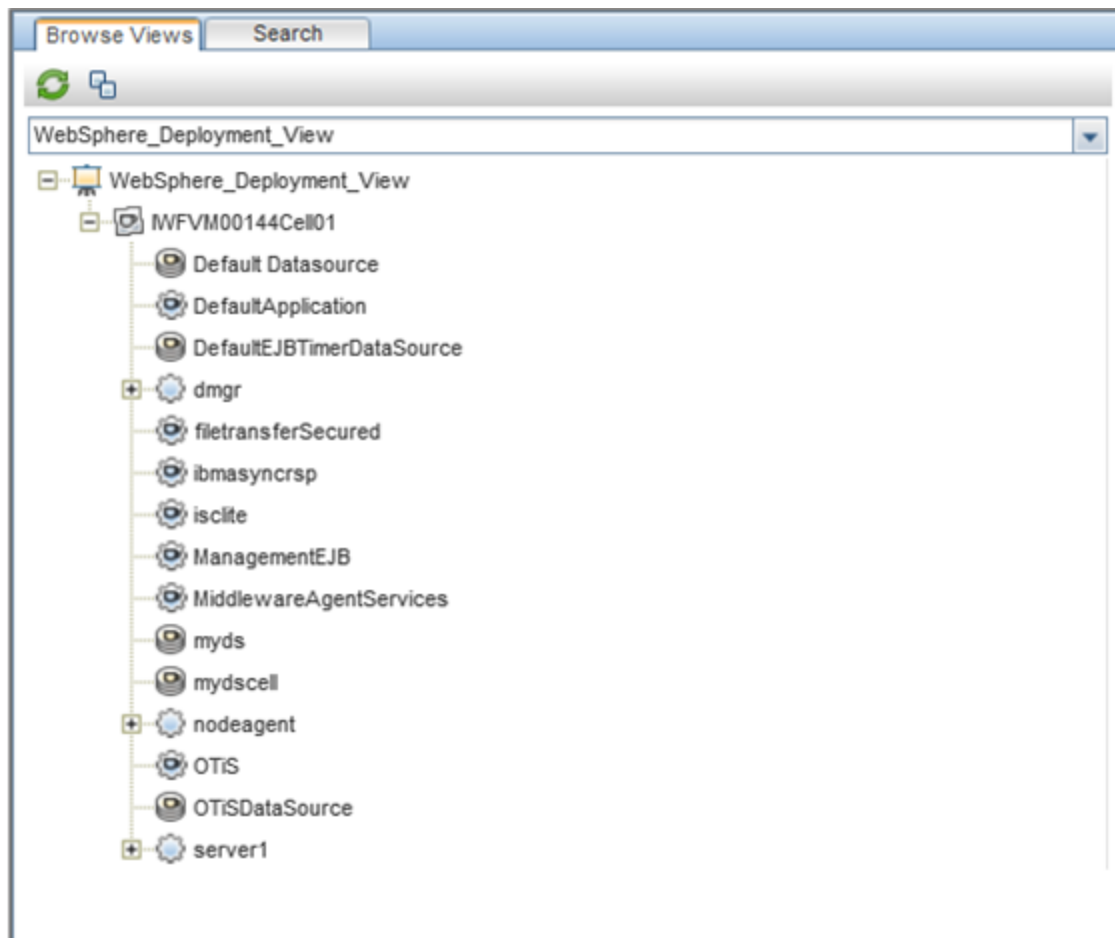 Browse Views
Search
WebSphere_Deployment_View
WebSphere_Deployment_View
IWFVM00144Cell01
Default Datasource
DefaultApplication
DefaultEJBTimerDataSource
dmgr
filetransferSecured
ibmasyncrsp
isclite
ManagementEJB
MiddlewareAgentServices
myds
mydscell
nodeagent
OTiS
OTiSDataSource
server1